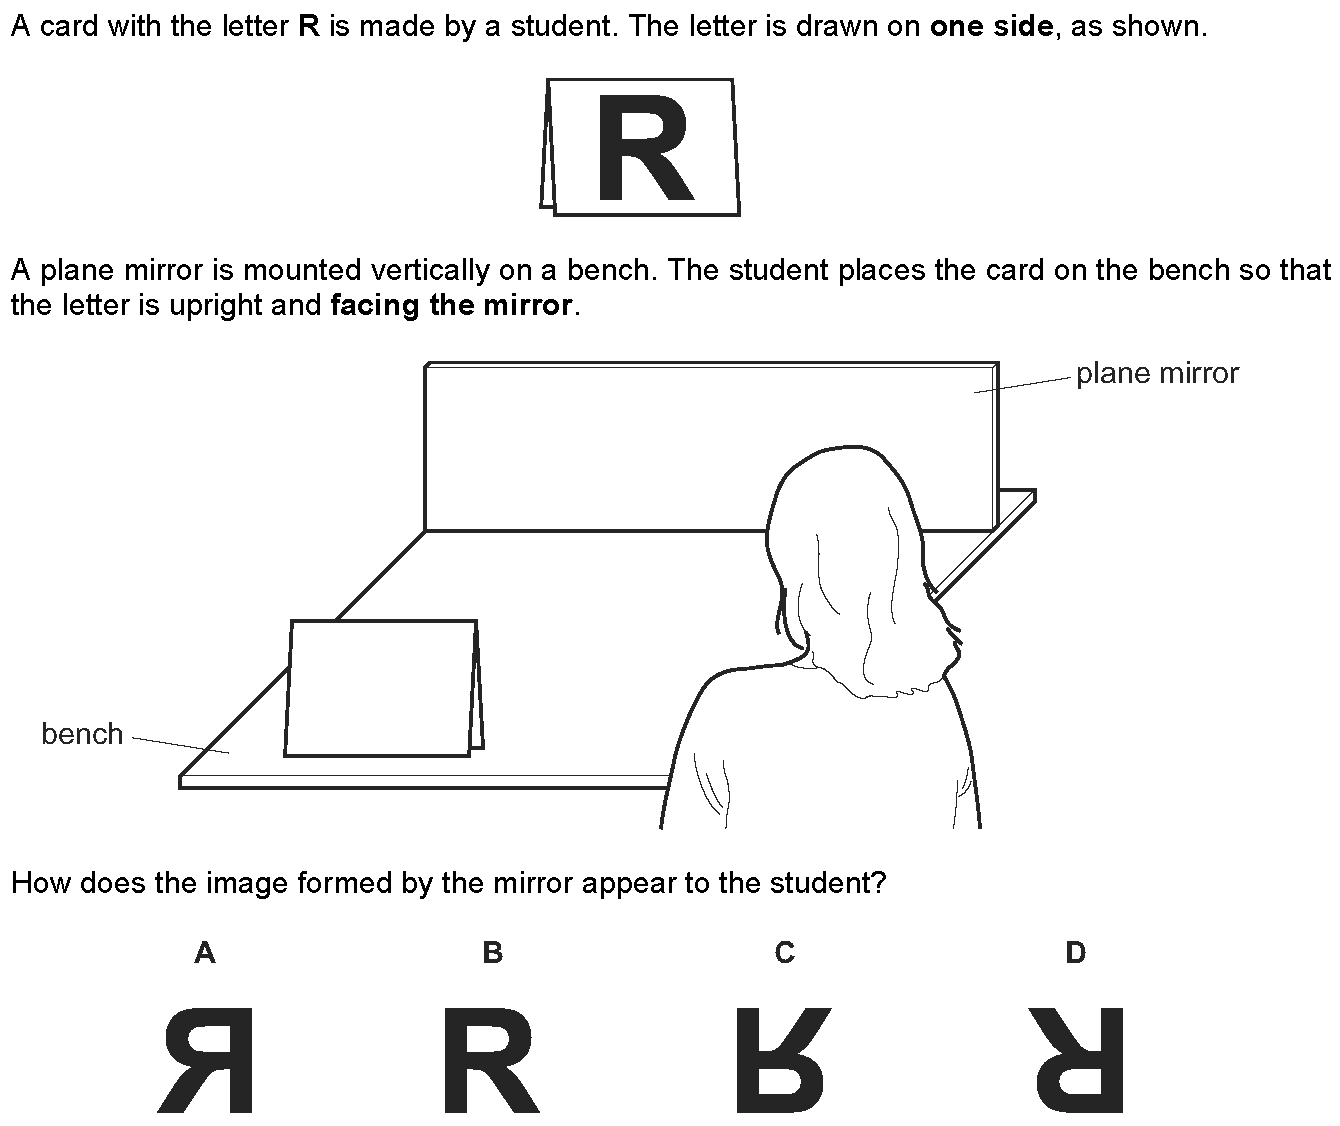 A card with the letter R is made by a student. The letter is drawn on one side, as shown.
R
A plane mirror is mounted vertically on a bench. The student places the card on the bench so that
the letter is upright and facing the mirror.
plane mirror
bench
How does the image formed by the mirror appear to the student?
A B C D
R R R R